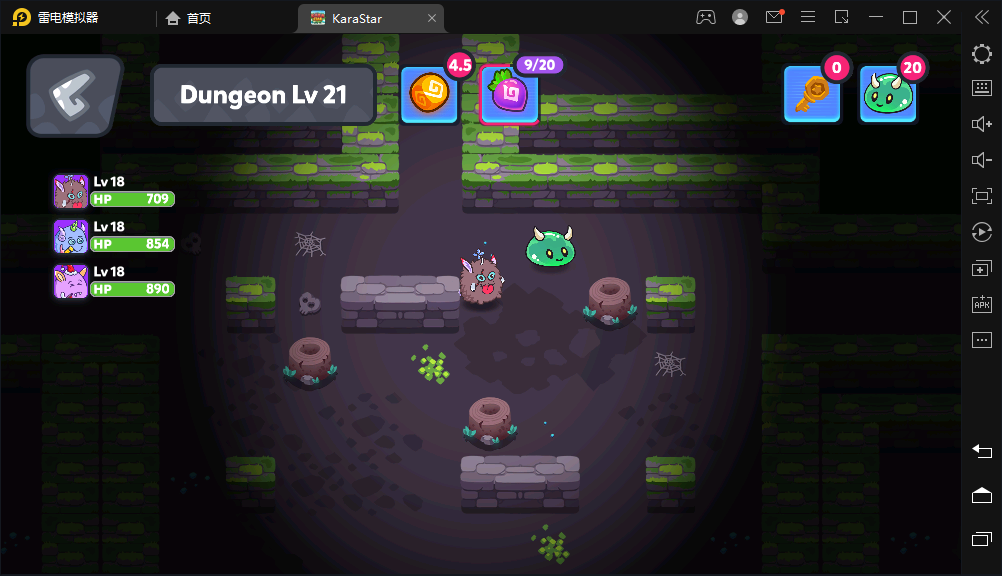 雷电模拟器
首页
KaraStar
Dungeon Lv 21
4.5
9/20
0
20
Lv 18
HP 709
Lv 18
HP 854
Lv 18
HP 890
APK